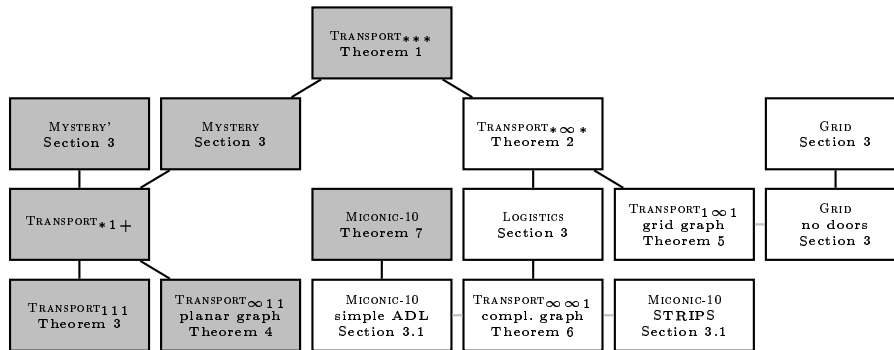 TRANSPORT∗∗∗
Theorem 1
MYSTERY'
Section 3
MYSTERY
Section 3
TRANSPORT∗∞∗
Theorem 2
GRID
Section 3
TRANSPORT∗1+
MICONIC-10
Theorem 7
LOGISTICS
Section 3
TRANSPORT1∞1
grid graph
Theorem 5
GRID
no doors
Section 3
TRANSPORT111
Theorem 3
TRANSPORT∞11
planar graph
Theorem 4
MICONIC-10
simple ADL
Section 3.1
TRANSPORT∞∞1
compl. graph
Theorem 6
MICONIC-10
STRIPS
Section 3.1